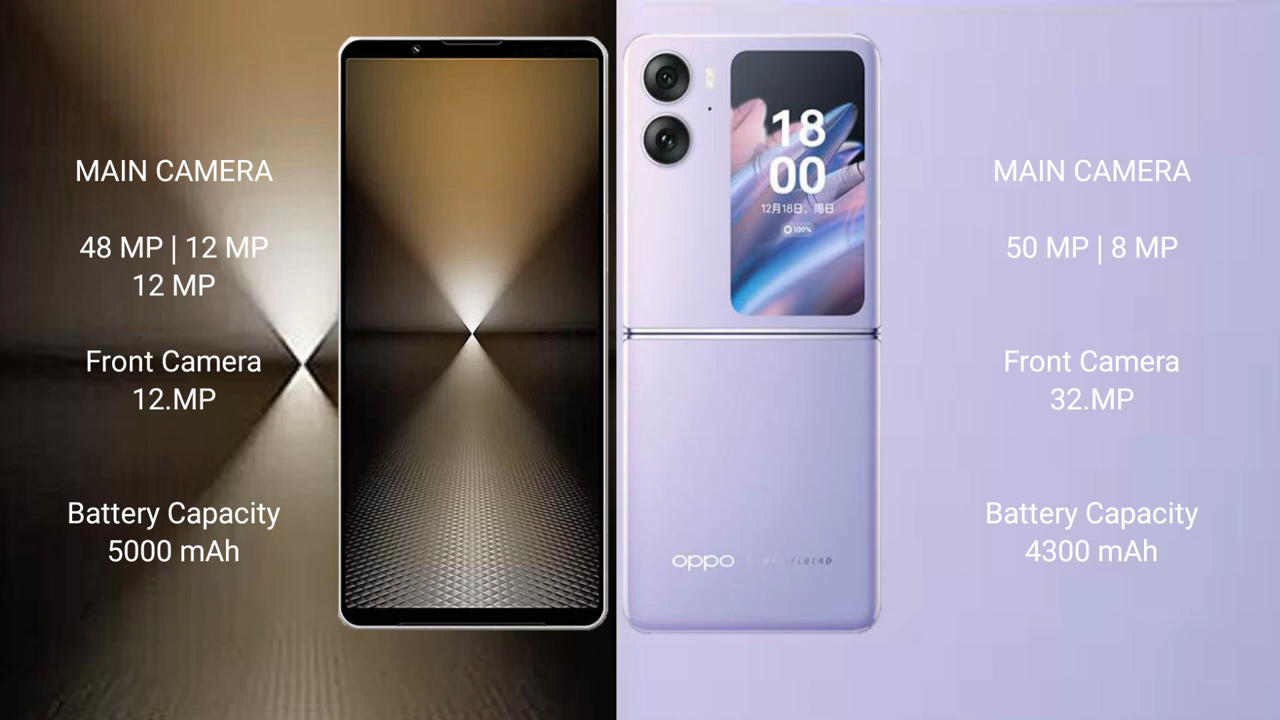 MAIN CAMERA
48 MP | 12 MP
12 MP
Front Camera
12.MP
Battery Capacity
5000 mAh
18
00
12月18日，周日
100%
oppo | HASSELBLAD
MAIN CAMERA
50 MP | 8 MP
Front Camera
32.MP
Battery Capacity
4300 mAh